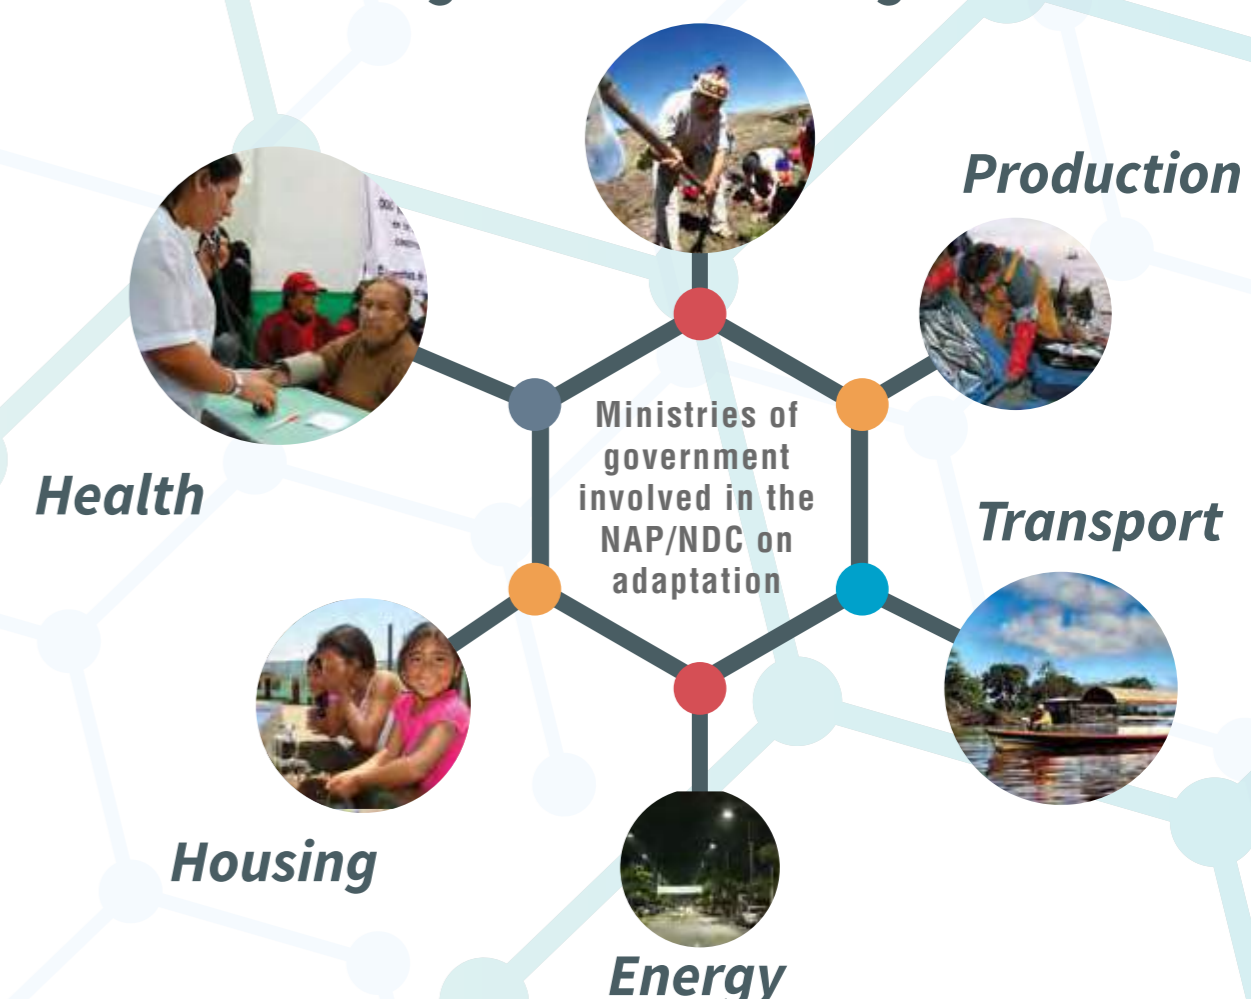 Production
Health
Ministries of
government
involved in the
NAP/NDC on
adaptation
Transport
Housing
Energy